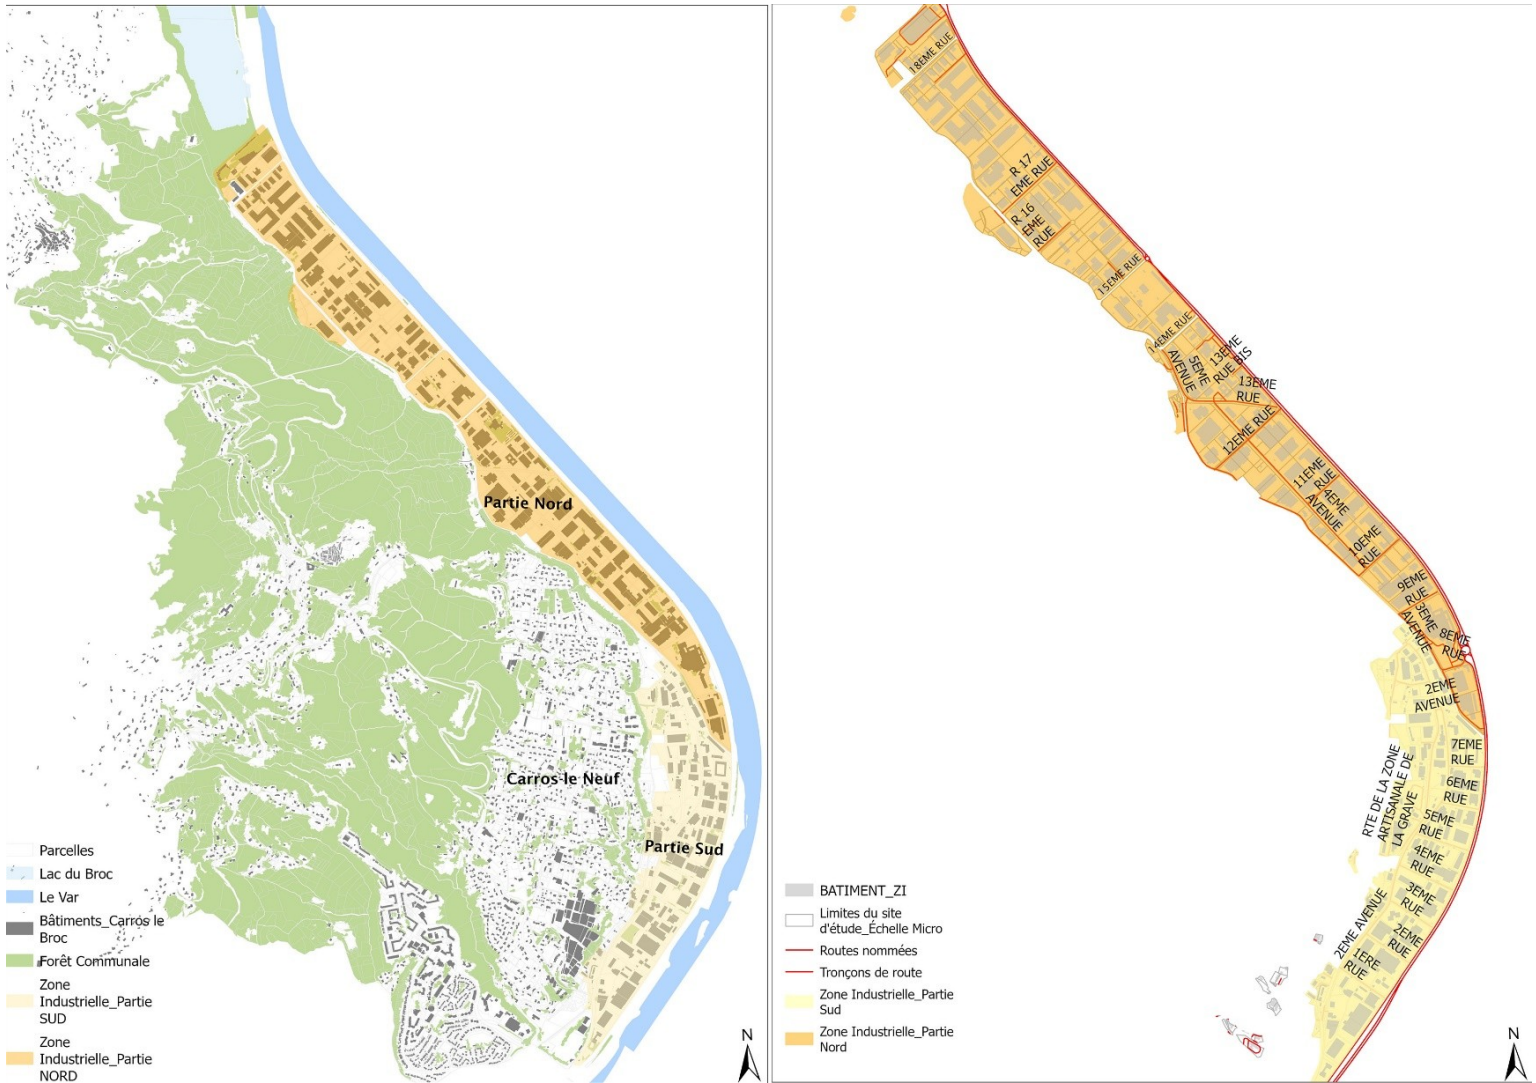 Partie Nord
Carros le Neuf
Partie Sud
Parcelles
Lac du Broc
Le Var
Bâtiments_Carros le
Broc
Forêt Communale
Zone
Industrielle_Partie
SUD
Zone
Industrielle_Partie
NORD
N
18EME RUE
R 17
EME RUE
R 16
EME
RUE
15EME RUE
14EME RUE
5EME
AVENUE
13EME
RUE BIS
13EME
RUE
12EME RUE
11EME
RUE
4EME
AVENUE
10EME
RUE
9EME
RUE
3EME
AVENUE
8EME
RUE
2EME
AVENUE
7EME
RUE
6EME
RUE
RTE DE LA ZONE
ARTISANALE DE
LA GRAVE
5EME
RUE
4EME
RUE
3EME
RUE
2EME AVENUE
2EME
RUE
1ERE
RUE
BATIMENT_ZI
Limites du site
d'étude_Échelle Micro
Routes nommées
Tronçons de route
Zone Industrielle_Partie
Sud
Zone Industrielle_Partie
Nord
N